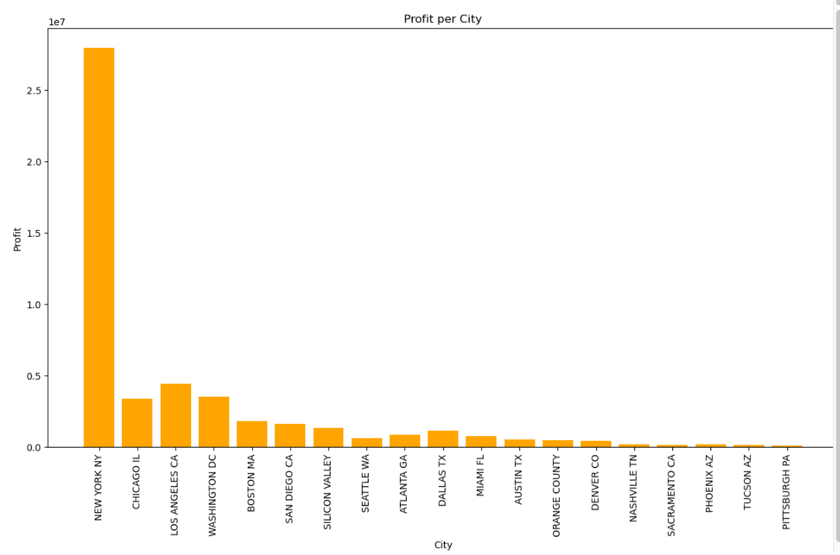 Profit per City
1e7
2.5
2.0
1.5
1.0
0.5
0.0
Profit
NEW YORK NY
CHICAGO IL
LOS ANGELES CA
WASHINGTON DC
BOSTON MA
SAN DIEGO CA
SILICON VALLEY
SEATTLE WA
ATLANTA GA
DALLAS TX
MIAMI FL
AUSTIN TX
ORANGE COUNTY
DENVER CO
NASHVILLE TN
SACRAMENTO CA
PHOENIX AZ
TUCSON AZ
PITTSBURGH PA
City